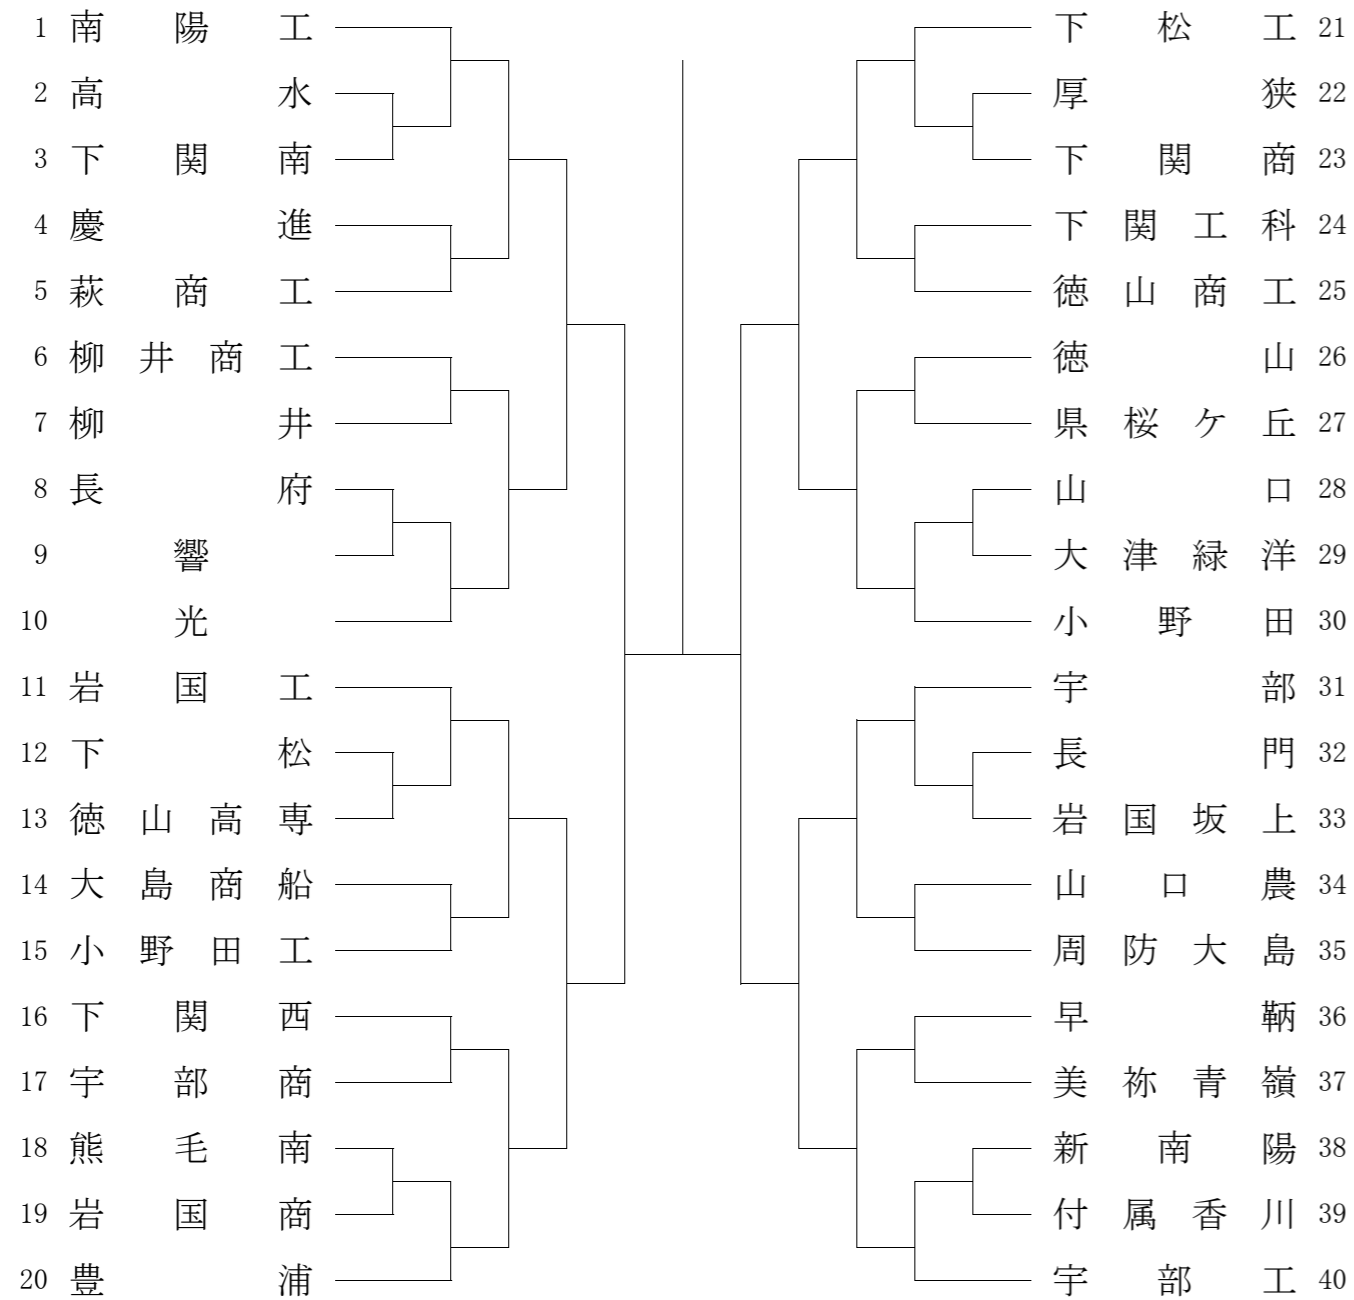 1 南陽工
2 高水
3 下関南
4 慶進
5 萩商工
6 柳井商工
7 柳井
8 長府
9 響
10 光
11 岩国工
12 下松
13 徳山高専
14 大島商船
15 小野田工
16 下関西
17 宇部商
18 熊毛南
19 岩国商
20 豊浦
下松工 21
厚狭 22
下関商 23
下関工科 24
徳山商工 25
徳山 26
県桜ケ丘 27
山口 28
大津緑洋 29
小野田 30
宇部 31
長門 32
岩国坂上 33
山口農 34
周防大島 35
早鞆 36
美祢青嶺 37
新南陽 38
付属香川 39
宇部工 40